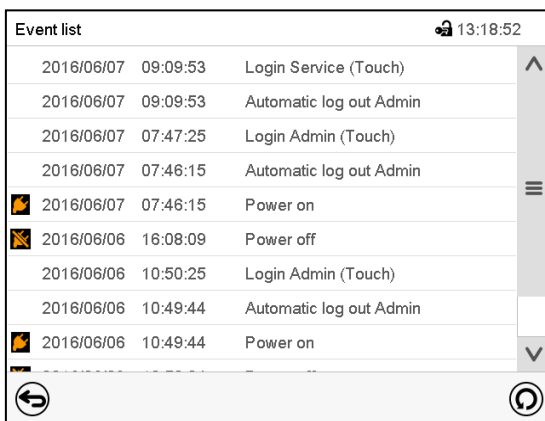 Event list 13:18:52
2016/06/07 09:09:53 Login Service (Touch)
2016/06/07 09:09:53 Automatic log out Admin
2016/06/07 07:47:25 Login Admin (Touch)
2016/06/07 07:46:15 Automatic log out Admin
2016/06/07 07:46:15 Power on
2016/06/06 16:08:09 Power off
2016/06/06 10:50:25 Login Admin (Touch)
2016/06/06 10:49:44 Automatic log out Admin
2016/06/06 10:49:44 Power on